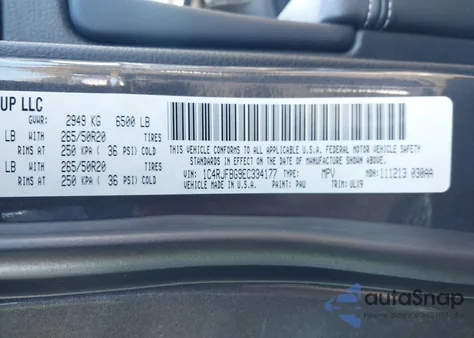 UP LLC
GVWR: 2949 KG 6500 LB
LB WITH 265/50R20 TIRES
RIMS AT 250 KPA ( 36 PSI) COLD
LB WITH 265/50R20 TIRES
RIMS AT 250 KPA ( 36 PSI) COLD
THIS VEHICLE CONFORMS TO ALL APPLICABLE U.S.A. FEDERAL MOTOR VEHICLE SAFETY
STANDARDS IN EFFECT ON THE DATE OF MANUFACTURE SHOWN ABOVE.
VEHICLE MADE IN U.S.A.
VIN: 1C4RJFBG9EC334177 TYPE: MPV MDH: 111213 030AA
PAINT: PAU TRIM: ULX9
autoSnap